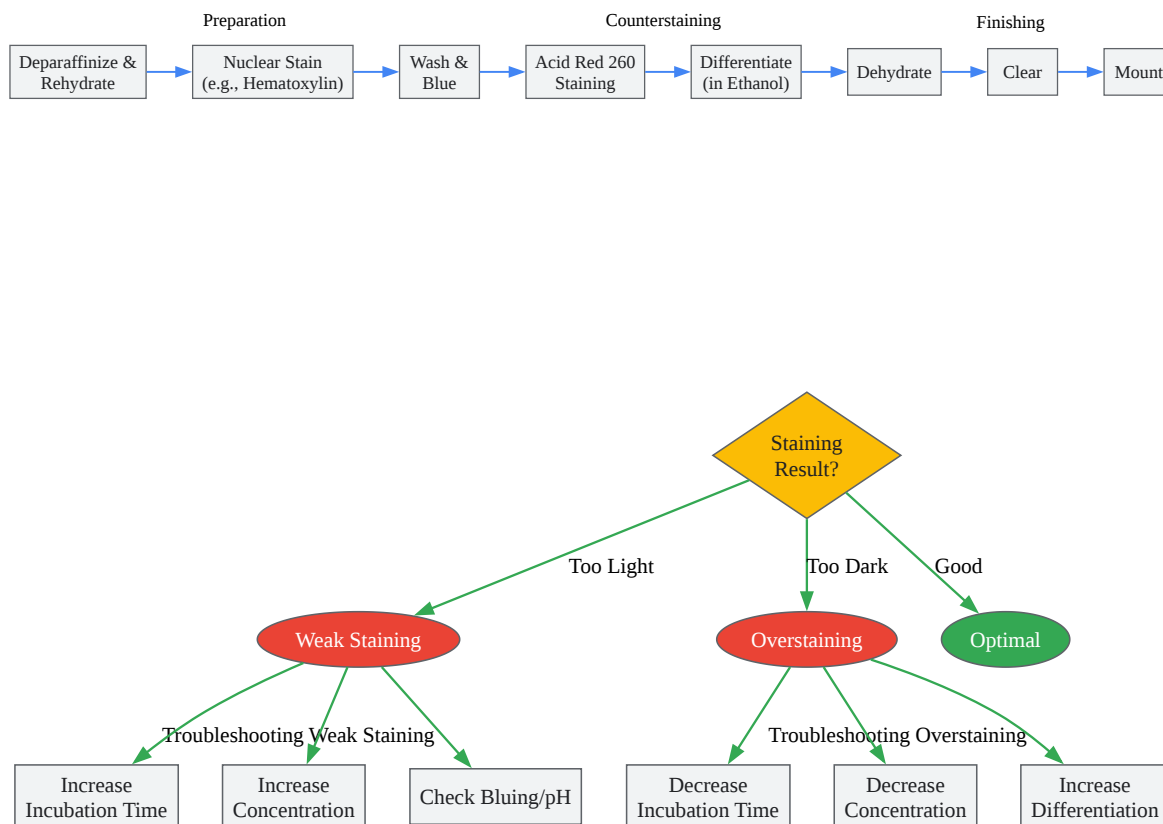 Preparation
Counterstaining
Finishing
Deparaffinize &
Rehydrate
Nuclear Stain
(e.g., Hematoxylin)
Wash &
Blue
Acid Red 260
Staining
Differentiate
(in Ethanol)
Dehydrate
Clear
Mount
Staining
Result?
Too Light
Too Dark
Good
Weak Staining
Overstaining
Optimal
Troubleshooting Weak Staining
Troubleshooting Overstaining
Increase
Incubation Time
Increase
Concentration
Check Bluing/pH
Decrease
Incubation Time
Decrease
Concentration
Increase
Differentiation